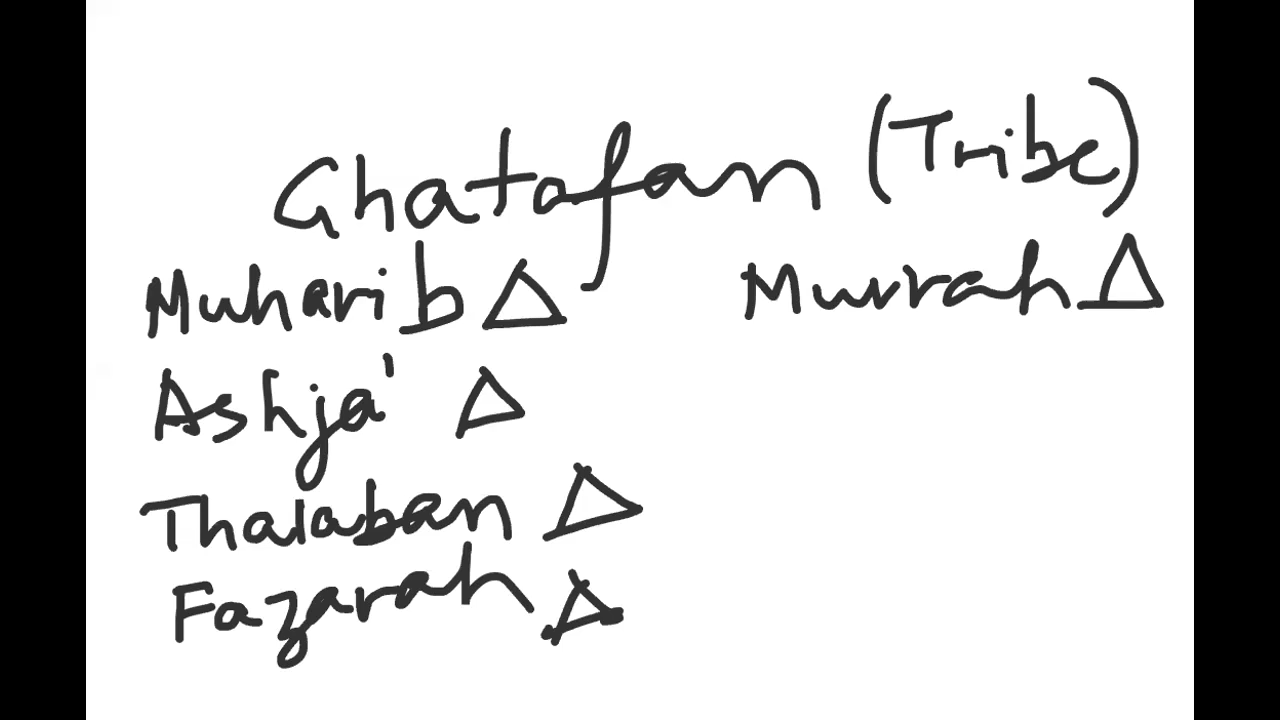 Ghatafan (Tribe)
Muharib △ Murrah △
Ashja' △
Thalaban △
Fazarah △